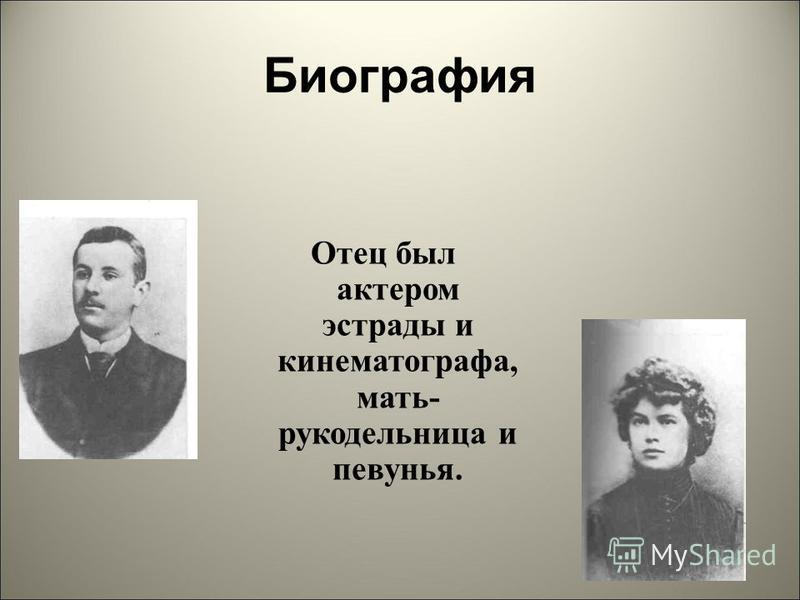 Биография
Отец был
актером
эстрады и
кинематографа,
мать-
рукодельница и
певунья.
MyShared